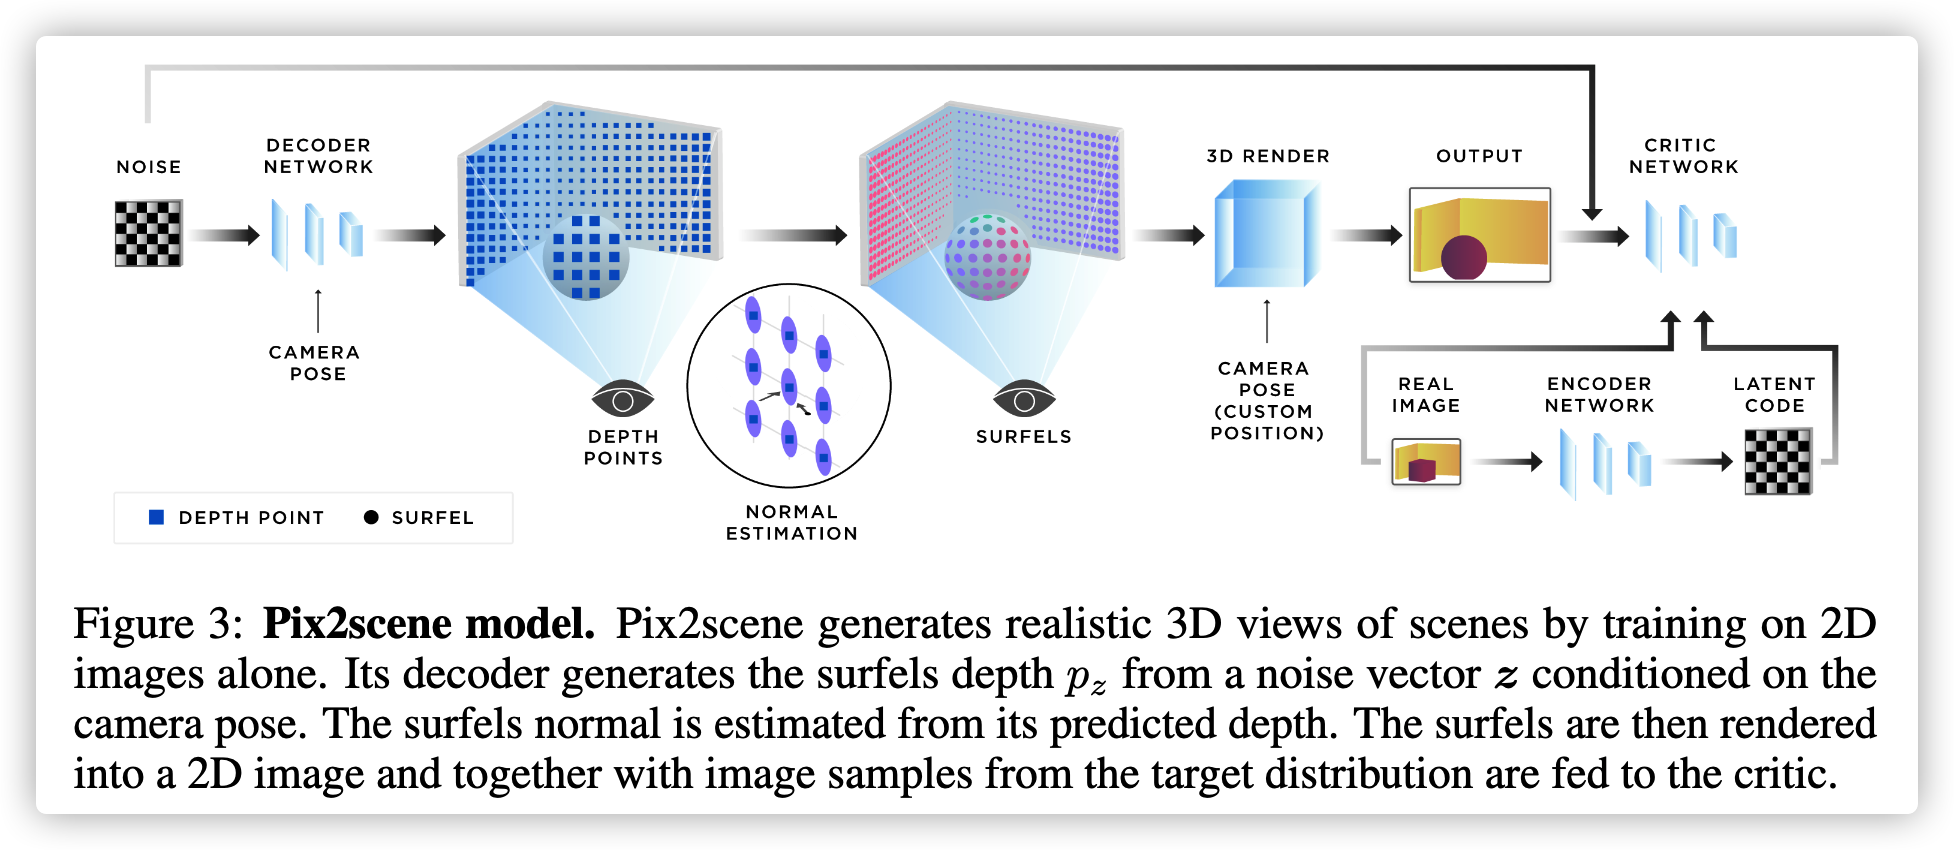 NOISE
DECODER
NETWORK
CAMERA
POSE
DEPTH
POINTS
NORMAL
ESTIMATION
SURFELS
3D RENDER
CAMERA
POSE
(CUSTOM
POSITION)
OUTPUT
CRITIC
NETWORK
REAL
IMAGE
ENCODER
NETWORK
LATENT
CODE
DEPTH POINT
SURFEL
Figure 3: Pix2scene model. Pix2scene generates realistic 3D views of scenes by training on 2D
images alone. Its decoder generates the surfels depth p_z from a noise vector z conditioned on the
camera pose. The surfels normal is estimated from its predicted depth. The surfels are then rendered
into a 2D image and together with image samples from the target distribution are fed to the critic.